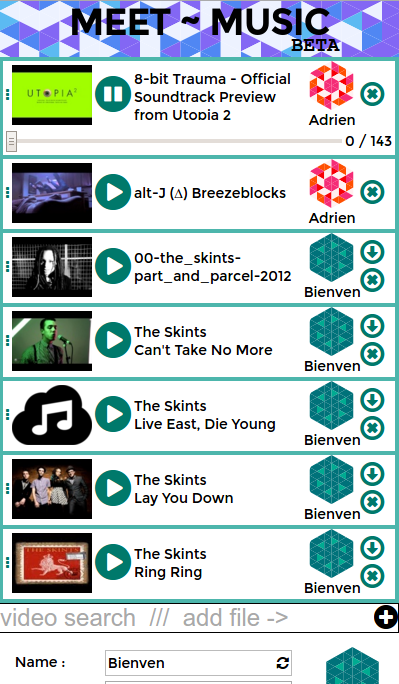 MEET ~ MUSIC
BETA
UTOPIA²
8-bit Trauma - Official
Soundtrack Preview
from Utopia 2
Adrien
0 / 143
alt-J (∆) Breezeblocks
Adrien
00-the_skints-
part_and_parcel-2012
Bienven
The Skints
Can't Take No More
Bienven
The Skints
Live East, Die Young
Bienven
The Skints
Lay You Down
Bienven
THE SKINTS
The Skints
Ring Ring
Bienven
video search /// add file ->
Name :
Bienven